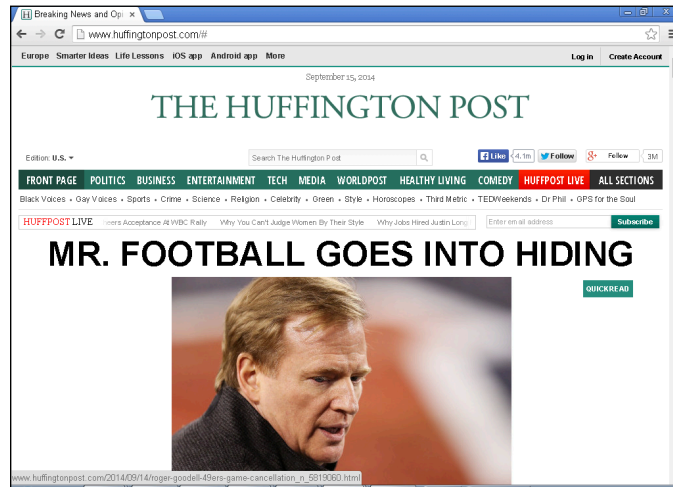 Breaking News and Opi
www.huffingtonpost.com/#
Europe Smarter Ideas Life Lessons iOS app Android app More Log in Create Account
September 15, 2014
THE HUFFINGTON POST
Edition: U.S. Search The Huffington Post Like 4.1m Follow Follow 3M
FRONT PAGE POLITICS BUSINESS ENTERTAINMENT TECH MEDIA WORLDPOST HEALTHY LIVING COMEDY HUFFPOST LIVE ALL SECTIONS
Black Voices • Gay Voices • Sports • Crime • Science • Religion • Celebrity • Green • Style • Horoscopes • Third Metric • TEDWeekends • Dr Phil • GPS for the Soul
HUFFPOST LIVE heers Acceptance At WBC Rally Why You Can't Judge Women By Their Style Why Jobs Hired Justin Long Enter email address Subscribe
MR. FOOTBALL GOES INTO HIDING
QUICKREAD
www.huffingtonpost.com/2014/09/14/roger-goodell-49ers-game-cancellation_n_5819060.html